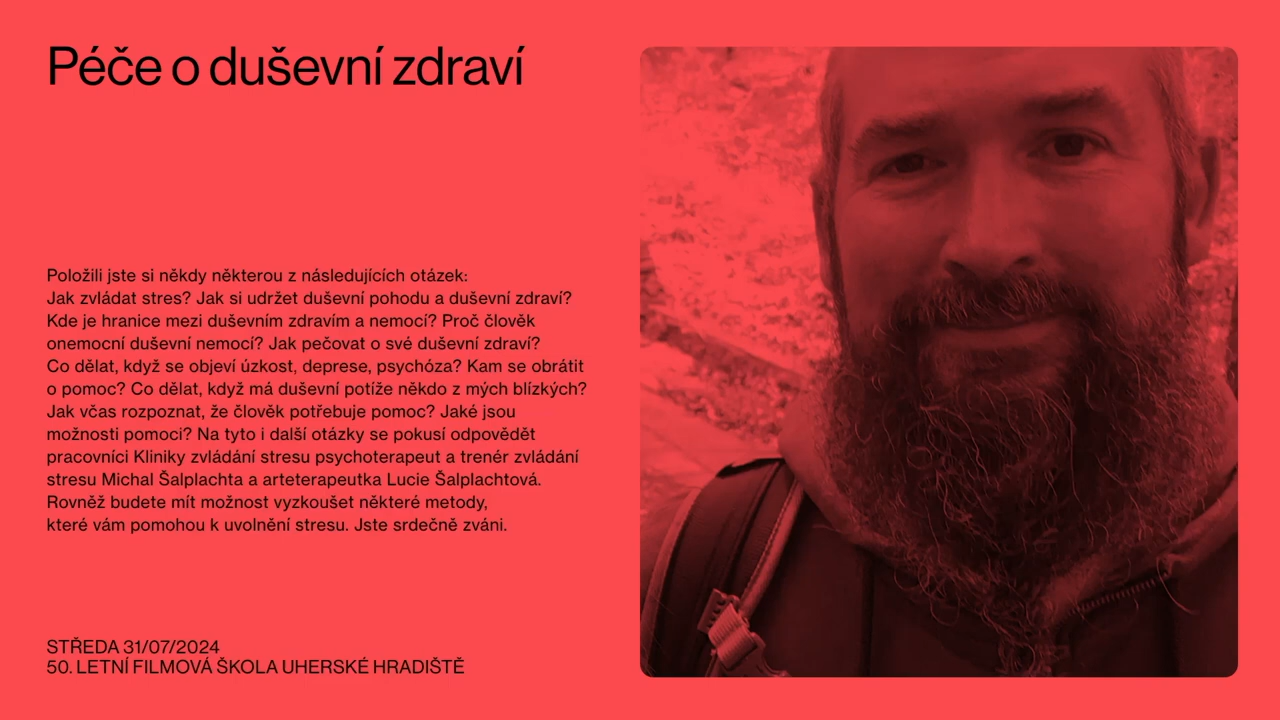 Péče o duševní zdraví
Položili jste si někdy některou z následujících otázek:
Jak zvládat stres? Jak si udržet duševní pohodu a duševní zdraví?
Kde je hranice mezi duševním zdravím a nemocí? Proč člověk
onemocní duševní nemocí? Jak pečovat o své duševní zdraví?
Co dělat, když se objeví úzkost, deprese, psychóza? Kam se obrátit
o pomoc? Co dělat, když má duševní potíže někdo z mých blízkých?
Jak včas rozpoznat, že člověk potřebuje pomoc? Jaké jsou
možnosti pomoci? Na tyto i další otázky se pokusí odpovědět
pracovníci Kliniky zvládání stresu psychoterapeut a trenér zvládání
stresu Michal Šalplachta a arteterapeutka Lucie Šalplachtová.
Rovněž budete mít možnost vyzkoušet některé metody,
které vám pomohou k uvolnění stresu. Jste srdečně zváni.
STŘEDA 31/07/2024
50. LETNÍ FILMOVÁ ŠKOLA UHERSKÉ HRADIŠTĚ